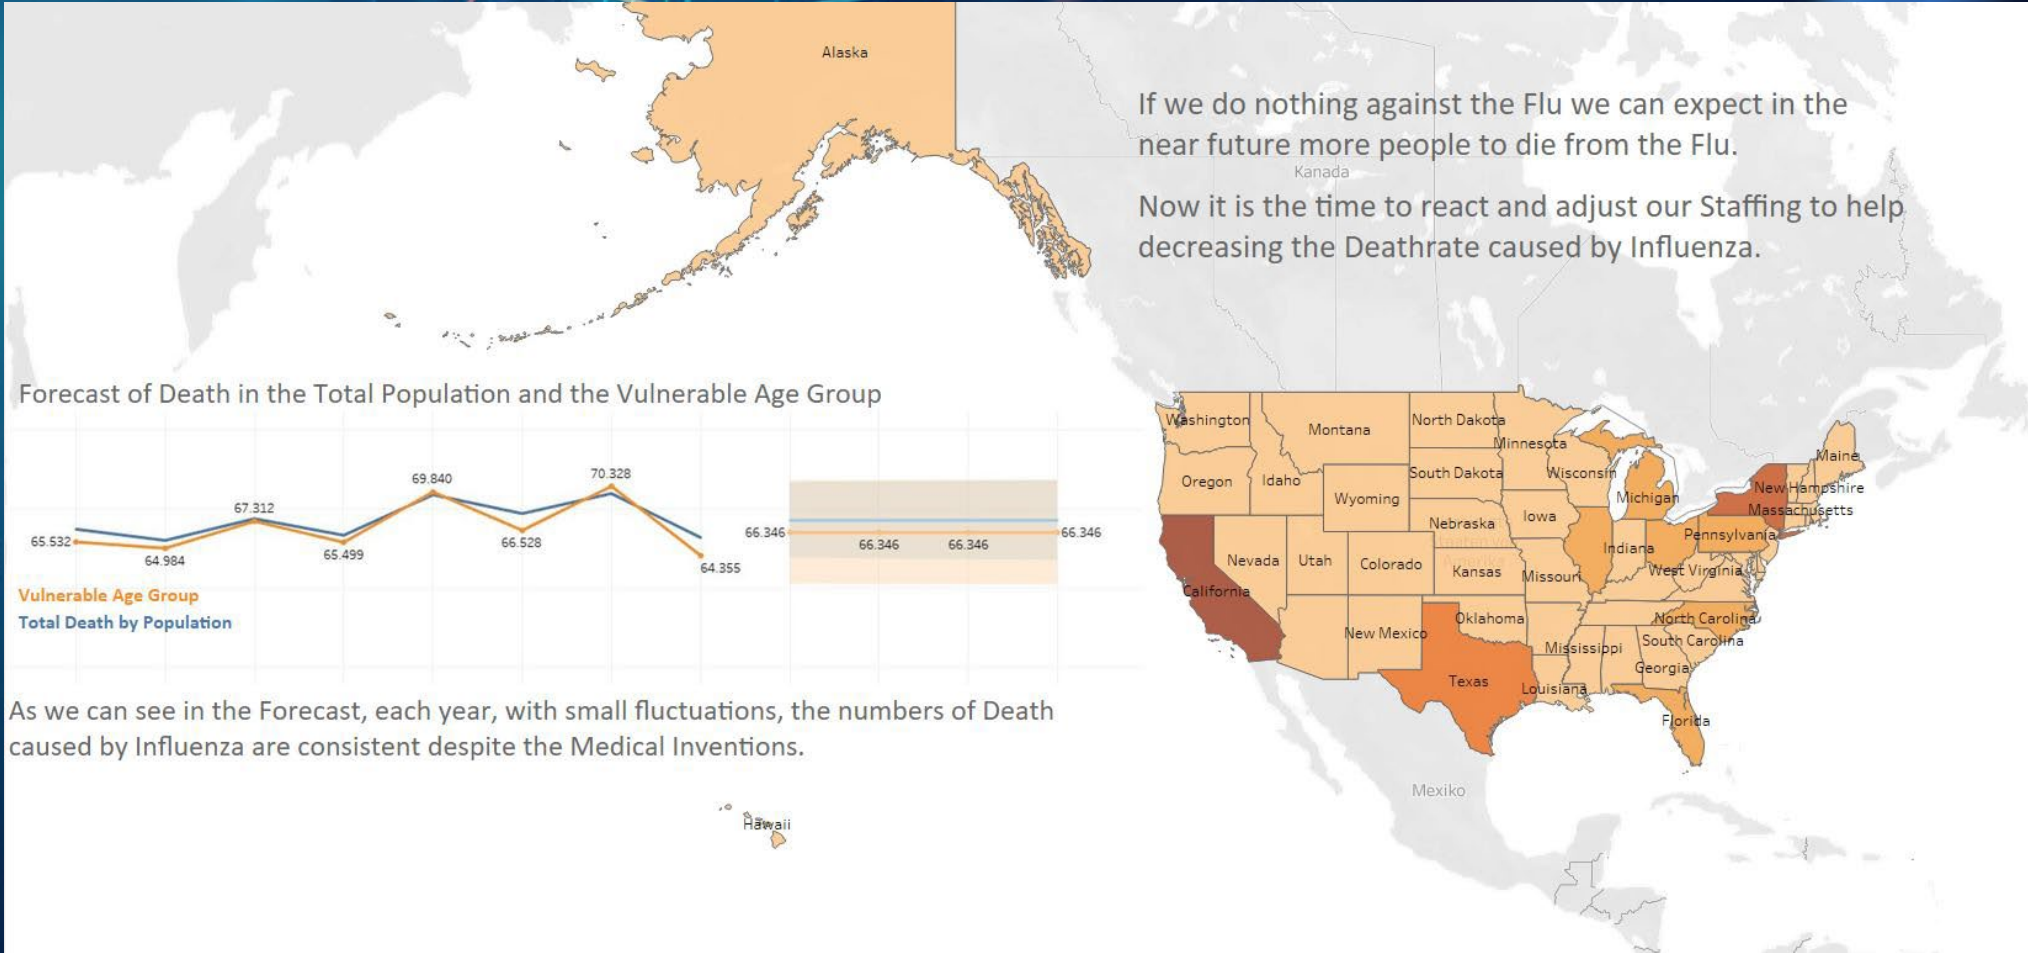 Alaska
If we do nothing against the Flu we can expect in the
near future more people to die from the Flu.
Kanada
Now it is the time to react and adjust our Staffing to help
decreasing the Deathrate caused by Influenza.
Forecast of Death in the Total Population and the Vulnerable Age Group
65.532
64.984
67.312
65.499
69.840
66.528
70.328
64.355
66.346
66.346
66.346
66.346
Vulnerable Age Group
Total Death by Population
As we can see in the Forecast, each year, with small fluctuations, the numbers of Death
caused by Influenza are consistent despite the Medical Inventions.
Hawaii
Washington
Montana
North Dakota
Minnesota
Maine
Oregon
Idaho
South Dakota
Wisconsin
Wyoming
Michigan
New Hampshire
Massachusetts
Nebraska
Iowa
Pennsylvania
Nevada
Utah
Colorado
Kansas
Missouri
Indiana
West Virginia
California
New Mexico
Oklahoma
North Carolina
South Carolina
Mississippi
Georgia
Texas
Louisiana
Florida
Mexiko